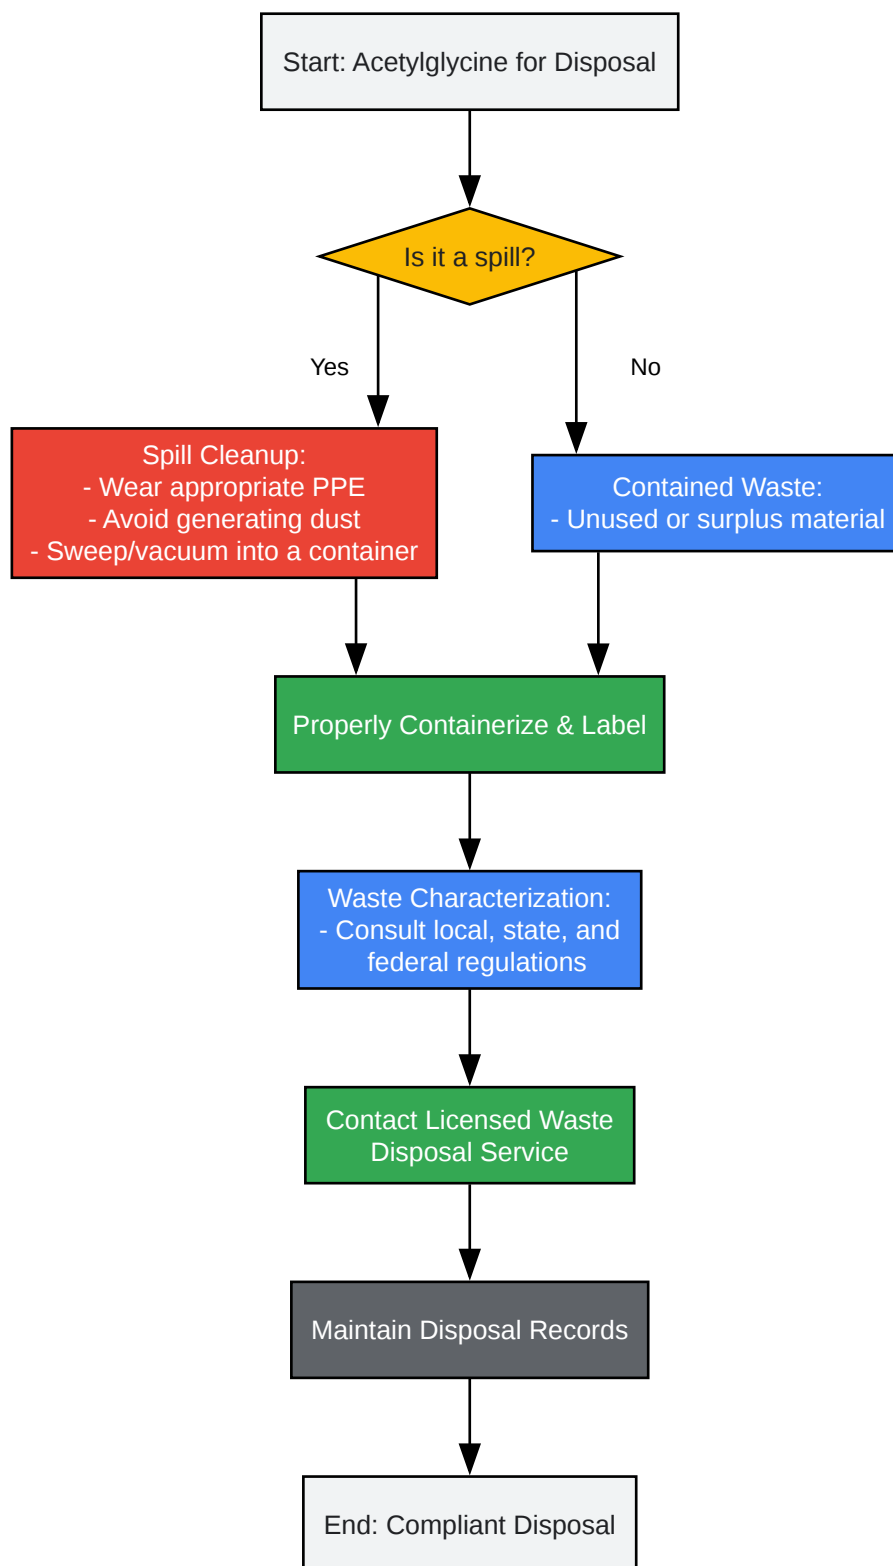 Start: Acetylglycine for Disposal
Is it a spill?
Yes
No
Spill Cleanup:
- Wear appropriate PPE
- Avoid generating dust
- Sweep/vacuum into a container
Contained Waste:
- Unused or surplus material
Properly Containerize & Label
Waste Characterization:
- Consult local, state, and
federal regulations
Contact Licensed Waste
Disposal Service
Maintain Disposal Records
End: Compliant Disposal